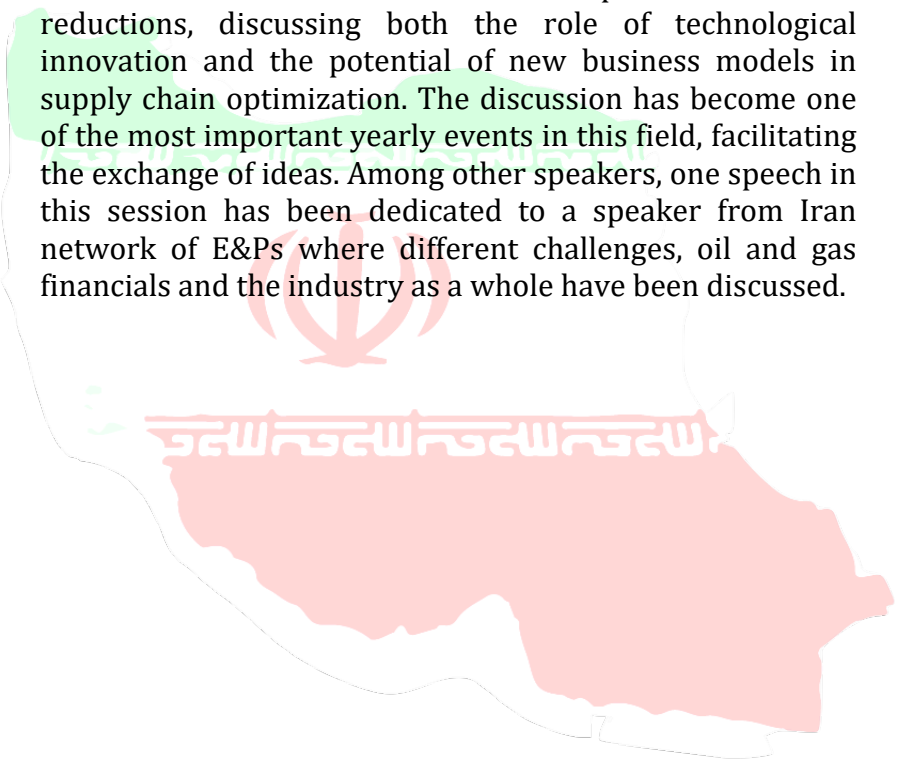 reductions, discussing both the role of technological
innovation and the potential of new business models in
supply chain optimization. The discussion has become one
of the most important yearly events in this field, facilitating
the exchange of ideas. Among other speakers, one speech in
this session has been dedicated to a speaker from Iran
network of E&Ps where different challenges, oil and gas
financials and the industry as a whole have been discussed.